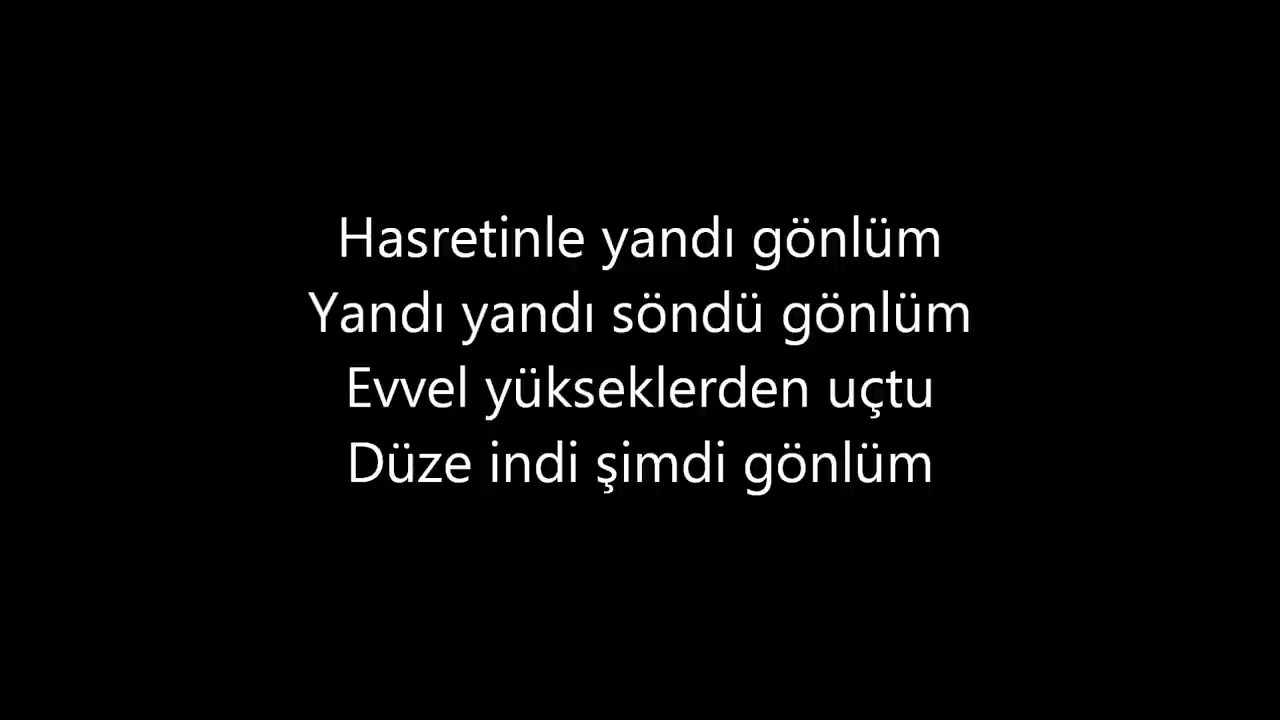 Hasretinle yandı gönlüm
Yandı yandı söndü gönlüm
Evvel yükseklerden uçtu
Düze indi şimdi gönlüm